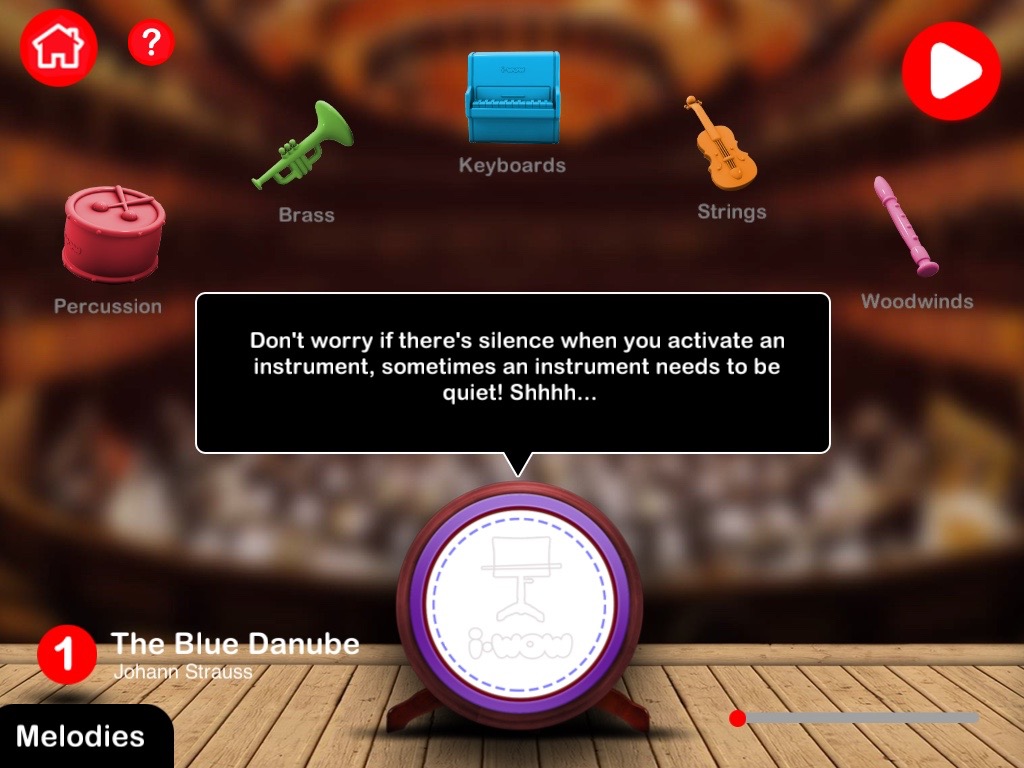 ?
Keyboards
Strings
Brass
Woodwinds
Percussion
Don't worry if there's silence when you activate an
instrument, sometimes an instrument needs to be
quiet! Shhhh...
i-wow
1
The Blue Danube
Johann Strauss
Melodies